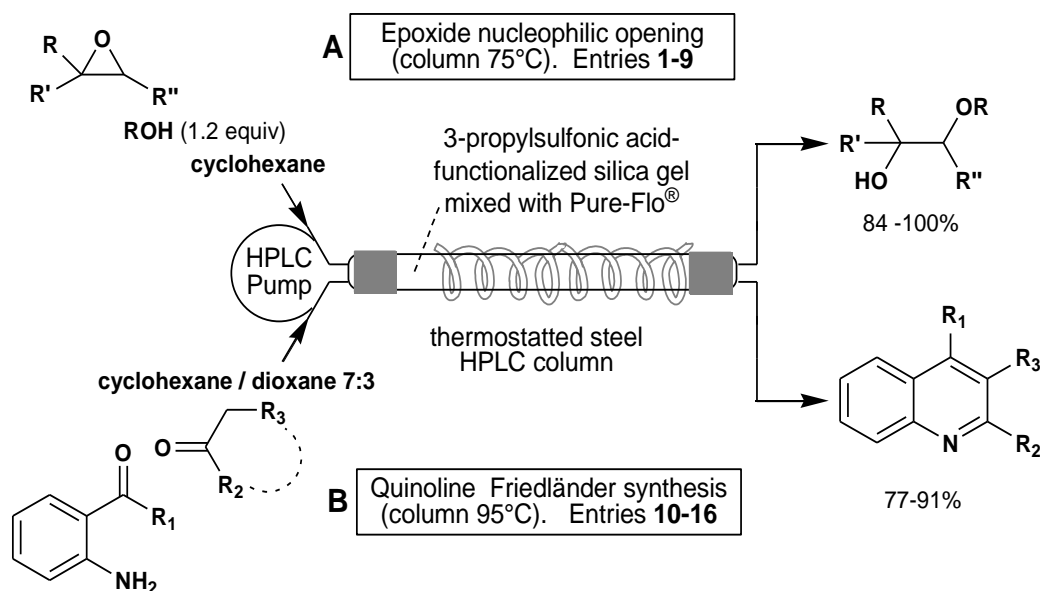 A
Epoxide nucleophilic opening
(column 75°C). Entries 1-9
R
O
R'
R"
ROH (1.2 equiv)
cyclohexane
3-propylsulfonic acid-
functionalized silica gel
mixed with Pure-Flo®
R
OR
R'
HO
R"
84 -100%
HPLC
Pump
thermostatted steel
HPLC column
cyclohexane / dioxane 7:3
R3
O
R2
O
R1
NH2
B
Quinoline Friedländer synthesis
(column 95°C). Entries 10-16
R1
R3
N
R2
77-91%